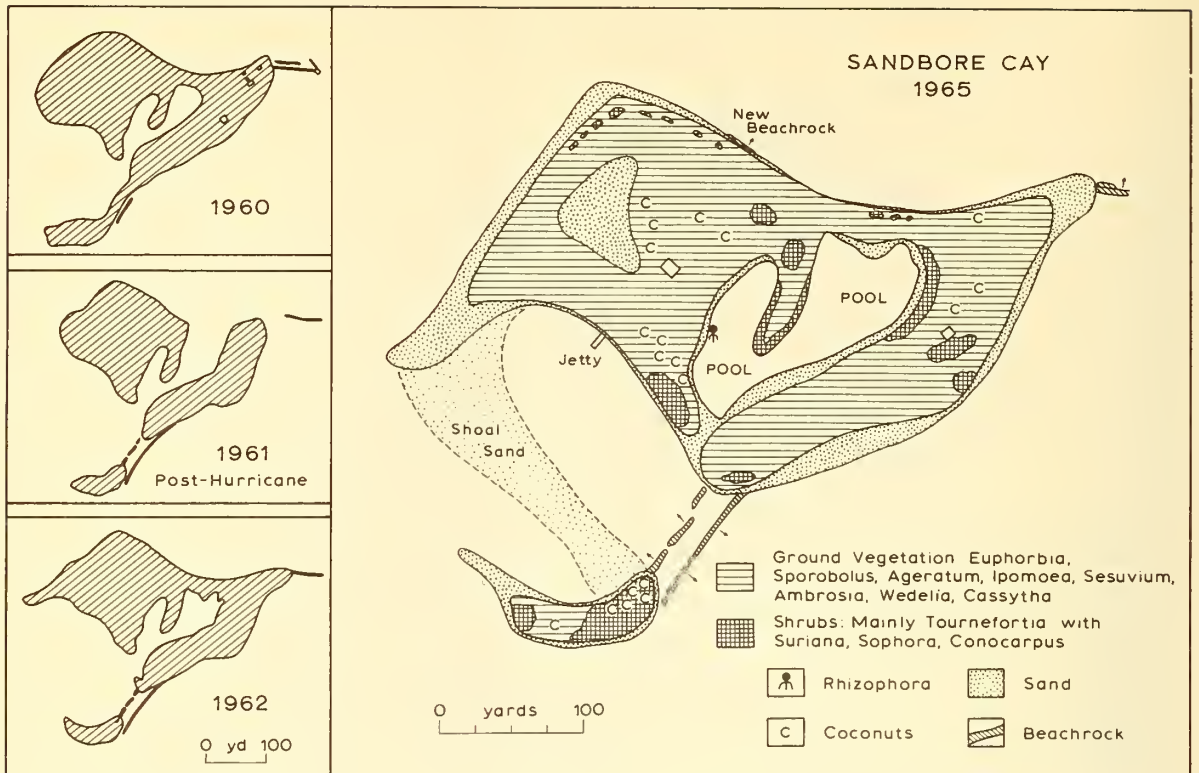 1960
1961
Post-Hurricane
1962
0 yd 100
SANDBORE CAY
1965
New
Beachrock
C
C
C
C
C
C
C
C
POOL
C
C
C
C
C
C
C
Jetty
POOL
Shoal
Sand
C
C
C
C
C
C
C
0 yards 100
Ground Vegetation Euphorbia,
Sporobolus, Ageratum, Ipomoea, Sesuvium,
Ambrosia, Wedelia, Cassytha
Shrubs: Mainly Tournefortia with
Suriana, Sophora, Conocarpus
Rhizophora
Sand
C Coconuts
Beachrock